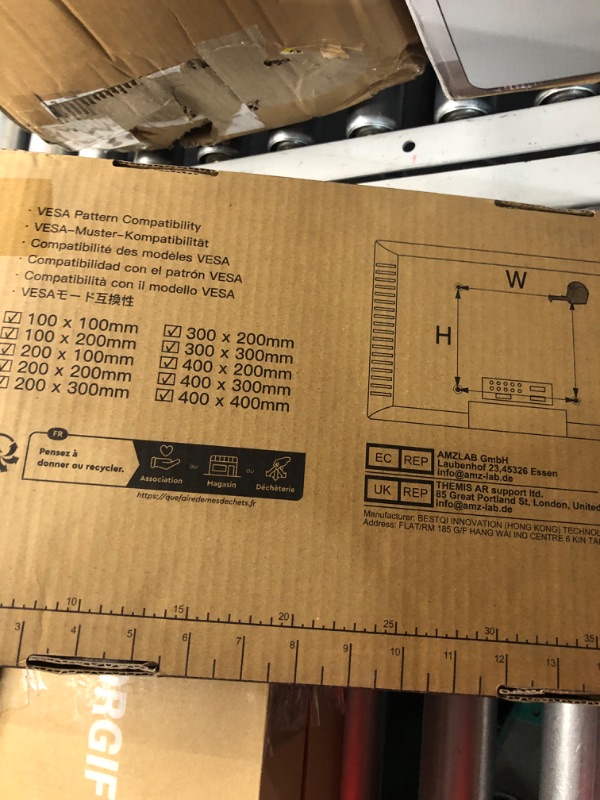 · VESA Pattern Compatibility
· VESA-Muster-Kompatibilität
· Compatibilité des modèles VESA
· Compatibilidad con el patrón VESA
· Compatibilità con il modello VESA
· VESAモード互換性
100 x 100mm
100 x 200mm
200 x 100mm
200 x 200mm
200 x 300mm
300 x 200mm
300 x 300mm
400 x 200mm
400 x 300mm
400 x 400mm
W
H
FR
Pensez à
donner ou recycler.
Association
ou
Magasin
ou
Déchèterie
https://quefairedemesdechets.fr
EC REP
AMZLAB GmbH
Laubenhof 23,45326 Essen
info@amz-lab.de
UK REP
THEMIS AR support ltd.
85 Great Portland St, London, United
info@amz-lab.de
Manufacturer: BESTQI INNOVATION (HONG KONG)
Address: FLAT/RM 185 G/F HANG WAI IND CENTRE 6 KIN
10 15 20 25 30 35
3 4 5 6 7 8 9 10 11 12 13
ORGIF